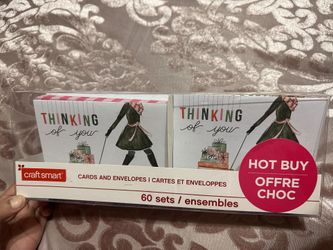 THINKING
of you
THINKING
of you
HOT BUY
OFFRE
CHOC
craft smart
CARDS AND ENVELOPES | CARTES ET ENVELOPPES
60 sets / ensembles